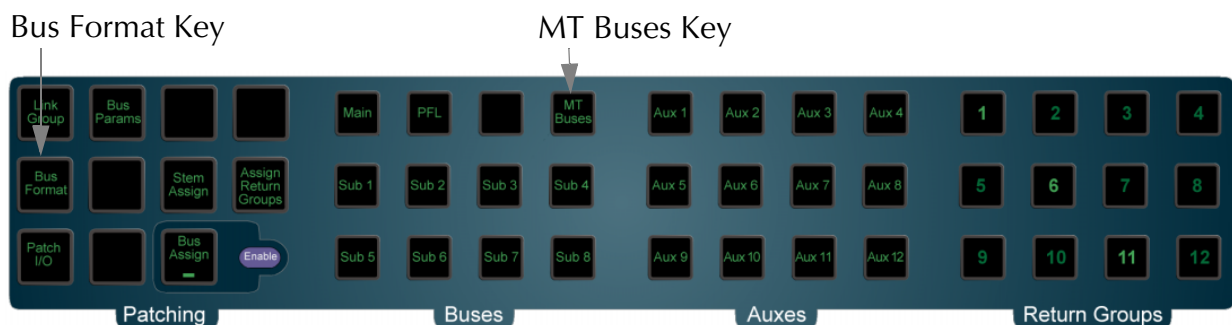 Bus Format Key
MT Buses Key
Link Group
Bus Params
Main
PFL
MT Buses
Aux 1
Aux 2
Aux 3
Aux 4
1
2
3
4
Bus Format
Stem Assign
Assign Return Groups
Sub 1
Sub 2
Sub 3
Sub 4
Aux 5
Aux 6
Aux 7
Aux 8
5
6
7
8
Patch I/O
Bus Assign
Enable
Sub 5
Sub 6
Sub 7
Sub 8
Aux 9
Aux 10
Aux 11
Aux 12
9
10
11
12
Patching
Buses
Auxes
Return Groups